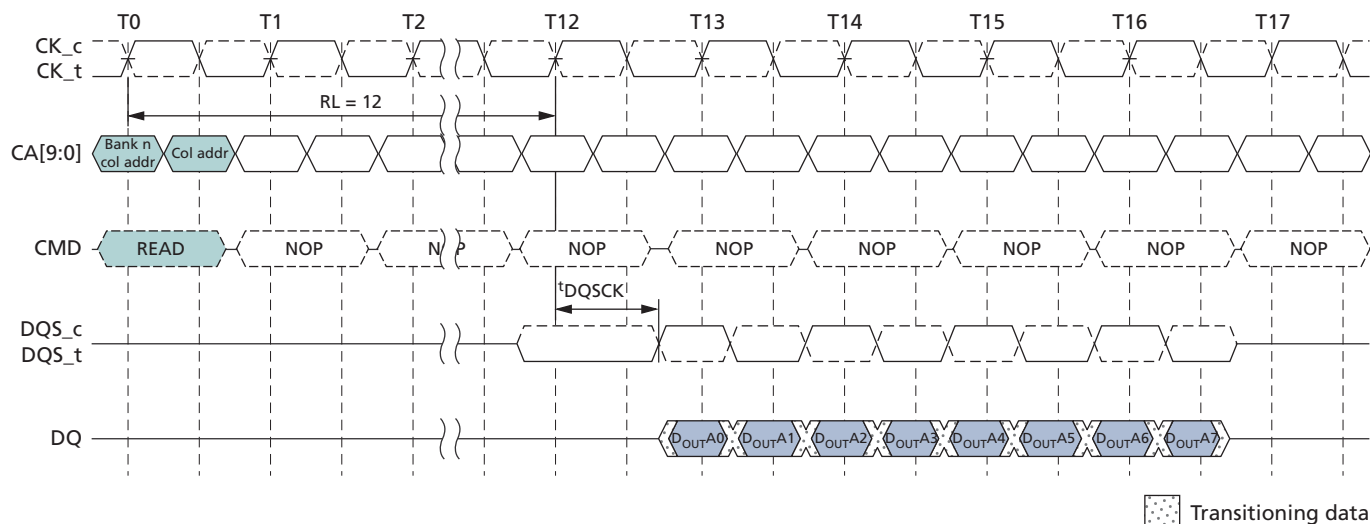 T0 T1 T2 T12 T13 T14 T15 T16 T17
CK_c
CK_t
RL = 12
CA[9:0]
Bank n
col addr
Col addr
CMD
READ NOP NOP NOP NOP NOP NOP NOP NOP
tDQSCK
DQS_c
DQS_t
DQ
DOUTA0 DOUTA1 DOUTA2 DOUTA3 DOUTA4 DOUTA5 DOUTA6 DOUTA7
Transitioning data